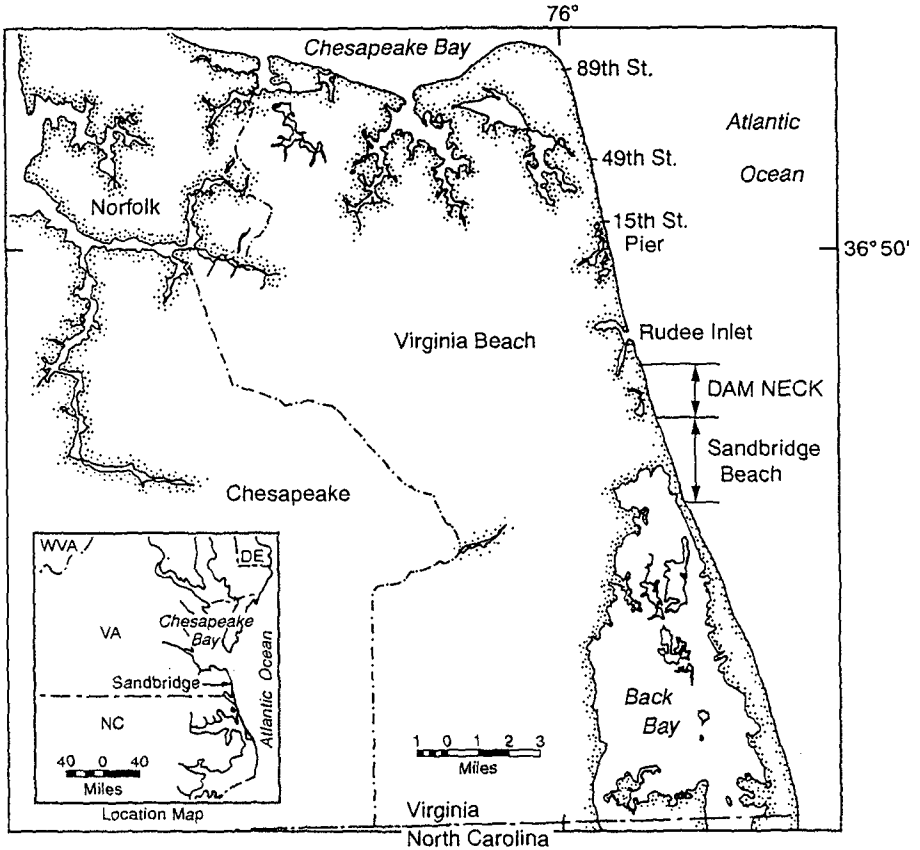 76°
Chesapeake Bay
89th St.
Atlantic
Ocean
49th St.
Norfolk
15th St.
Pier
36° 50'
Rudee Inlet
Virginia Beach
DAM NECK
Sandbridge
Beach
Chesapeake
WVA
DE
Chesapeake
Bay
VA
Atlantic Ocean
Sandbridge
NC
40 0 40
Miles
Location Map
Back
Bay
1 0 1 2 3
Miles
Virginia
North Carolina